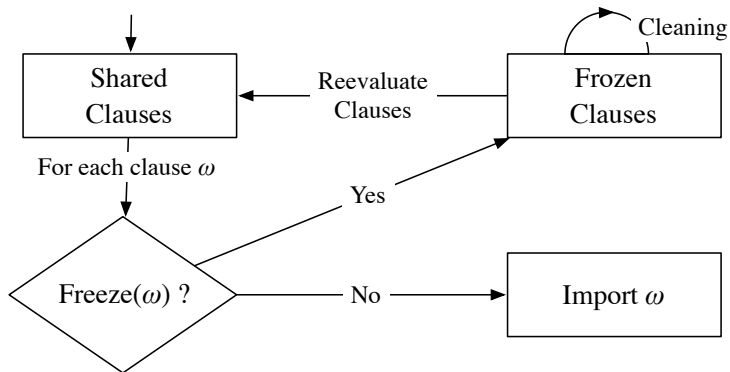 Cleaning
Shared
Clauses
Reevaluate
Clauses
Frozen
Clauses
For each clause ω
Yes
Freeze(ω) ?
No
Import ω